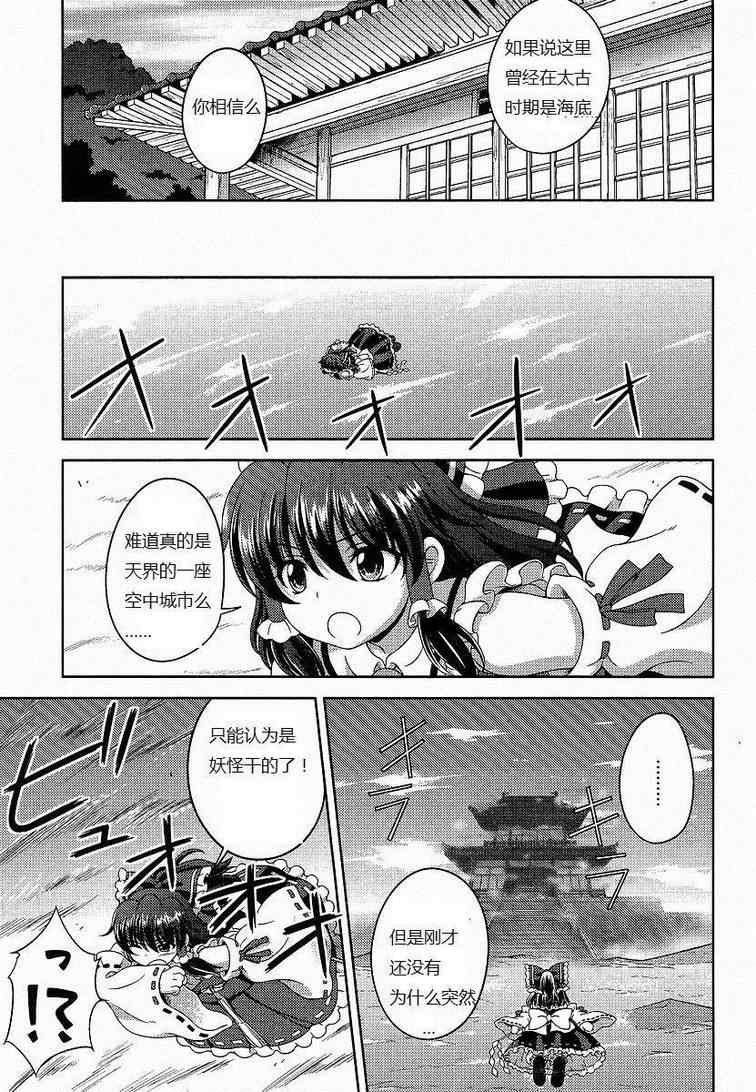 如果说这里
曾经在太古
时期是海底
你相信么
オオオオオ
难道真的是
天界的一座
空中城市么
……
……
キラ
キラ
但是刚才
还没有
为什么突然
…
只能认为是
妖怪干的了！
ビュオオ
っ!?